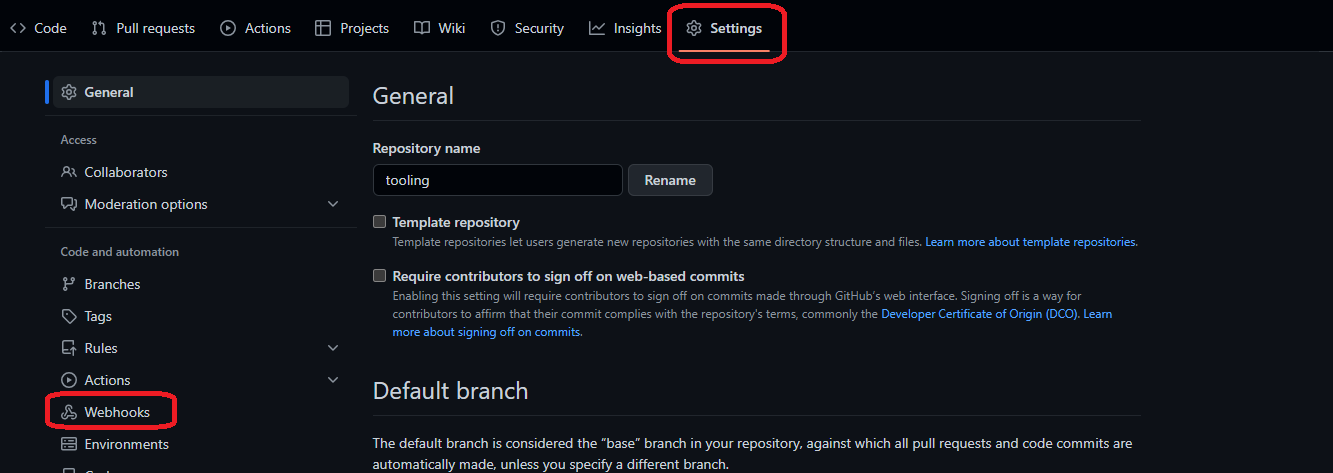 Code Pull requests Actions Projects Wiki Security Insights Settings
General
Access
Collaborators
Moderation options
Code and automation
Branches
Tags
Rules
Actions
Webhooks
Environments
General
Repository name
tooling Rename
Template repository
Template repositories let users generate new repositories with the same directory structure and files. Learn more about template repositories.
Require contributors to sign off on web-based commits
Enabling this setting will require contributors to sign off on commits made through GitHub's web interface. Signing off is a way for
contributors to affirm that their commit complies with the repository's terms, commonly the Developer Certificate of Origin (DCO). Learn
more about signing off on commits.
Default branch
The default branch is considered the “base” branch in your repository, against which all pull requests and code commits are
automatically made, unless you specify a different branch.